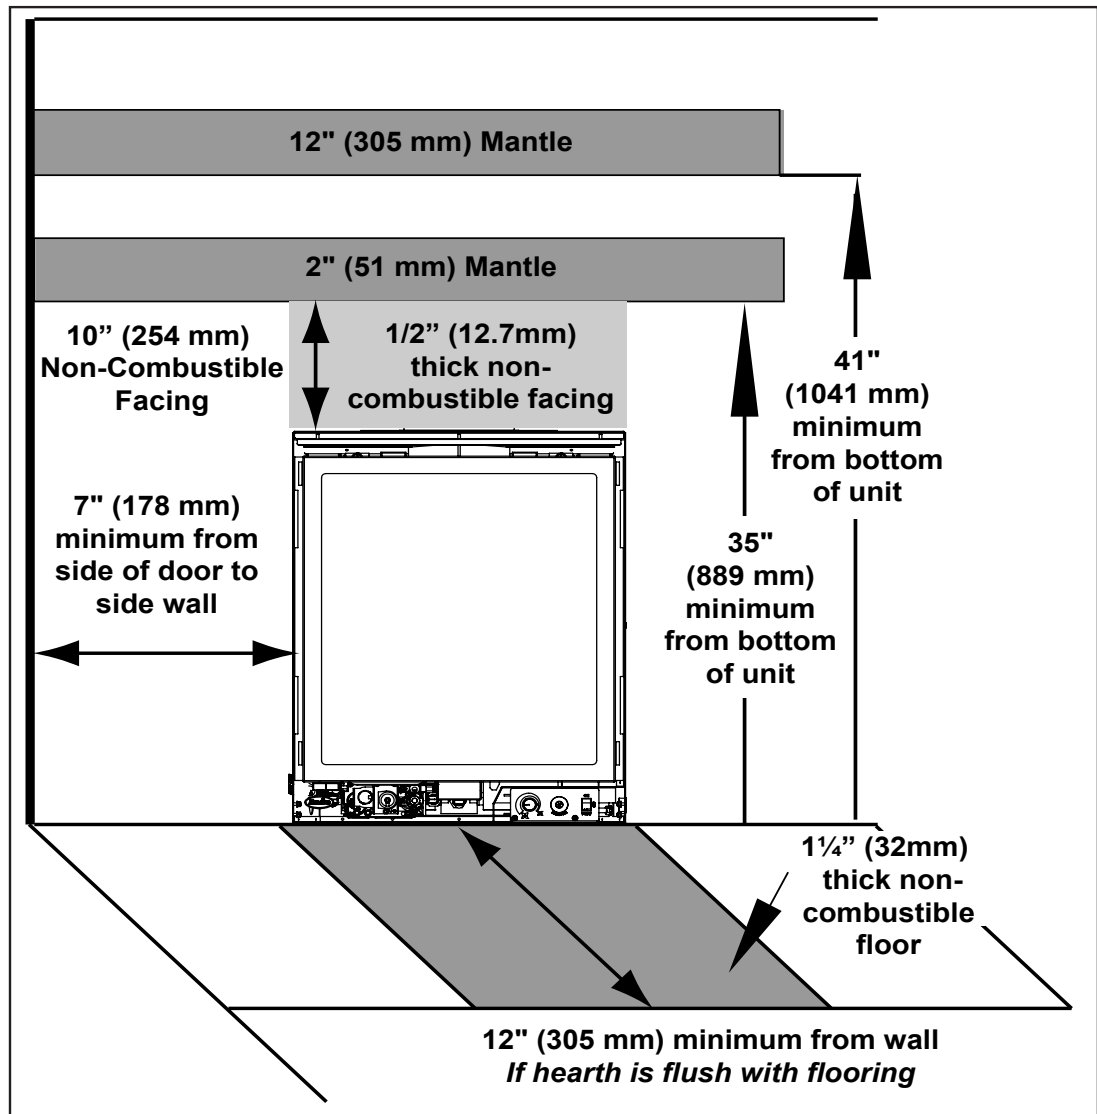 12" (305 mm) Mantle
2" (51 mm) Mantle
10” (254 mm)
Non-Combustible
Facing
1/2” (12.7mm)
thick non-
combustible facing
41"
(1041 mm)
minimum
from bottom
of unit
7" (178 mm)
minimum from
side of door to
side wall
35"
(889 mm)
minimum
from bottom
of unit
1¼” (32mm)
thick non-
combustible
floor
12" (305 mm) minimum from wall
If hearth is flush with flooring